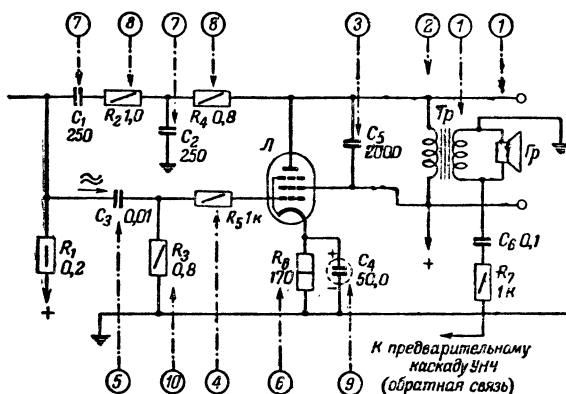 7 8 7 8 3 2 1 1
C1 250
R2 1,0
C2 250
R4 0,8
Л
C5 2000
Тр
Гр
≈
C3 0,01
R5 1к
R1 0,2
R3 0,8
R6 170
+
C4 50,0
C6 0,1
R7 1к
+
+
5 10 4 6 9
К предварительному
каскаду УНЧ
(обратная связь)